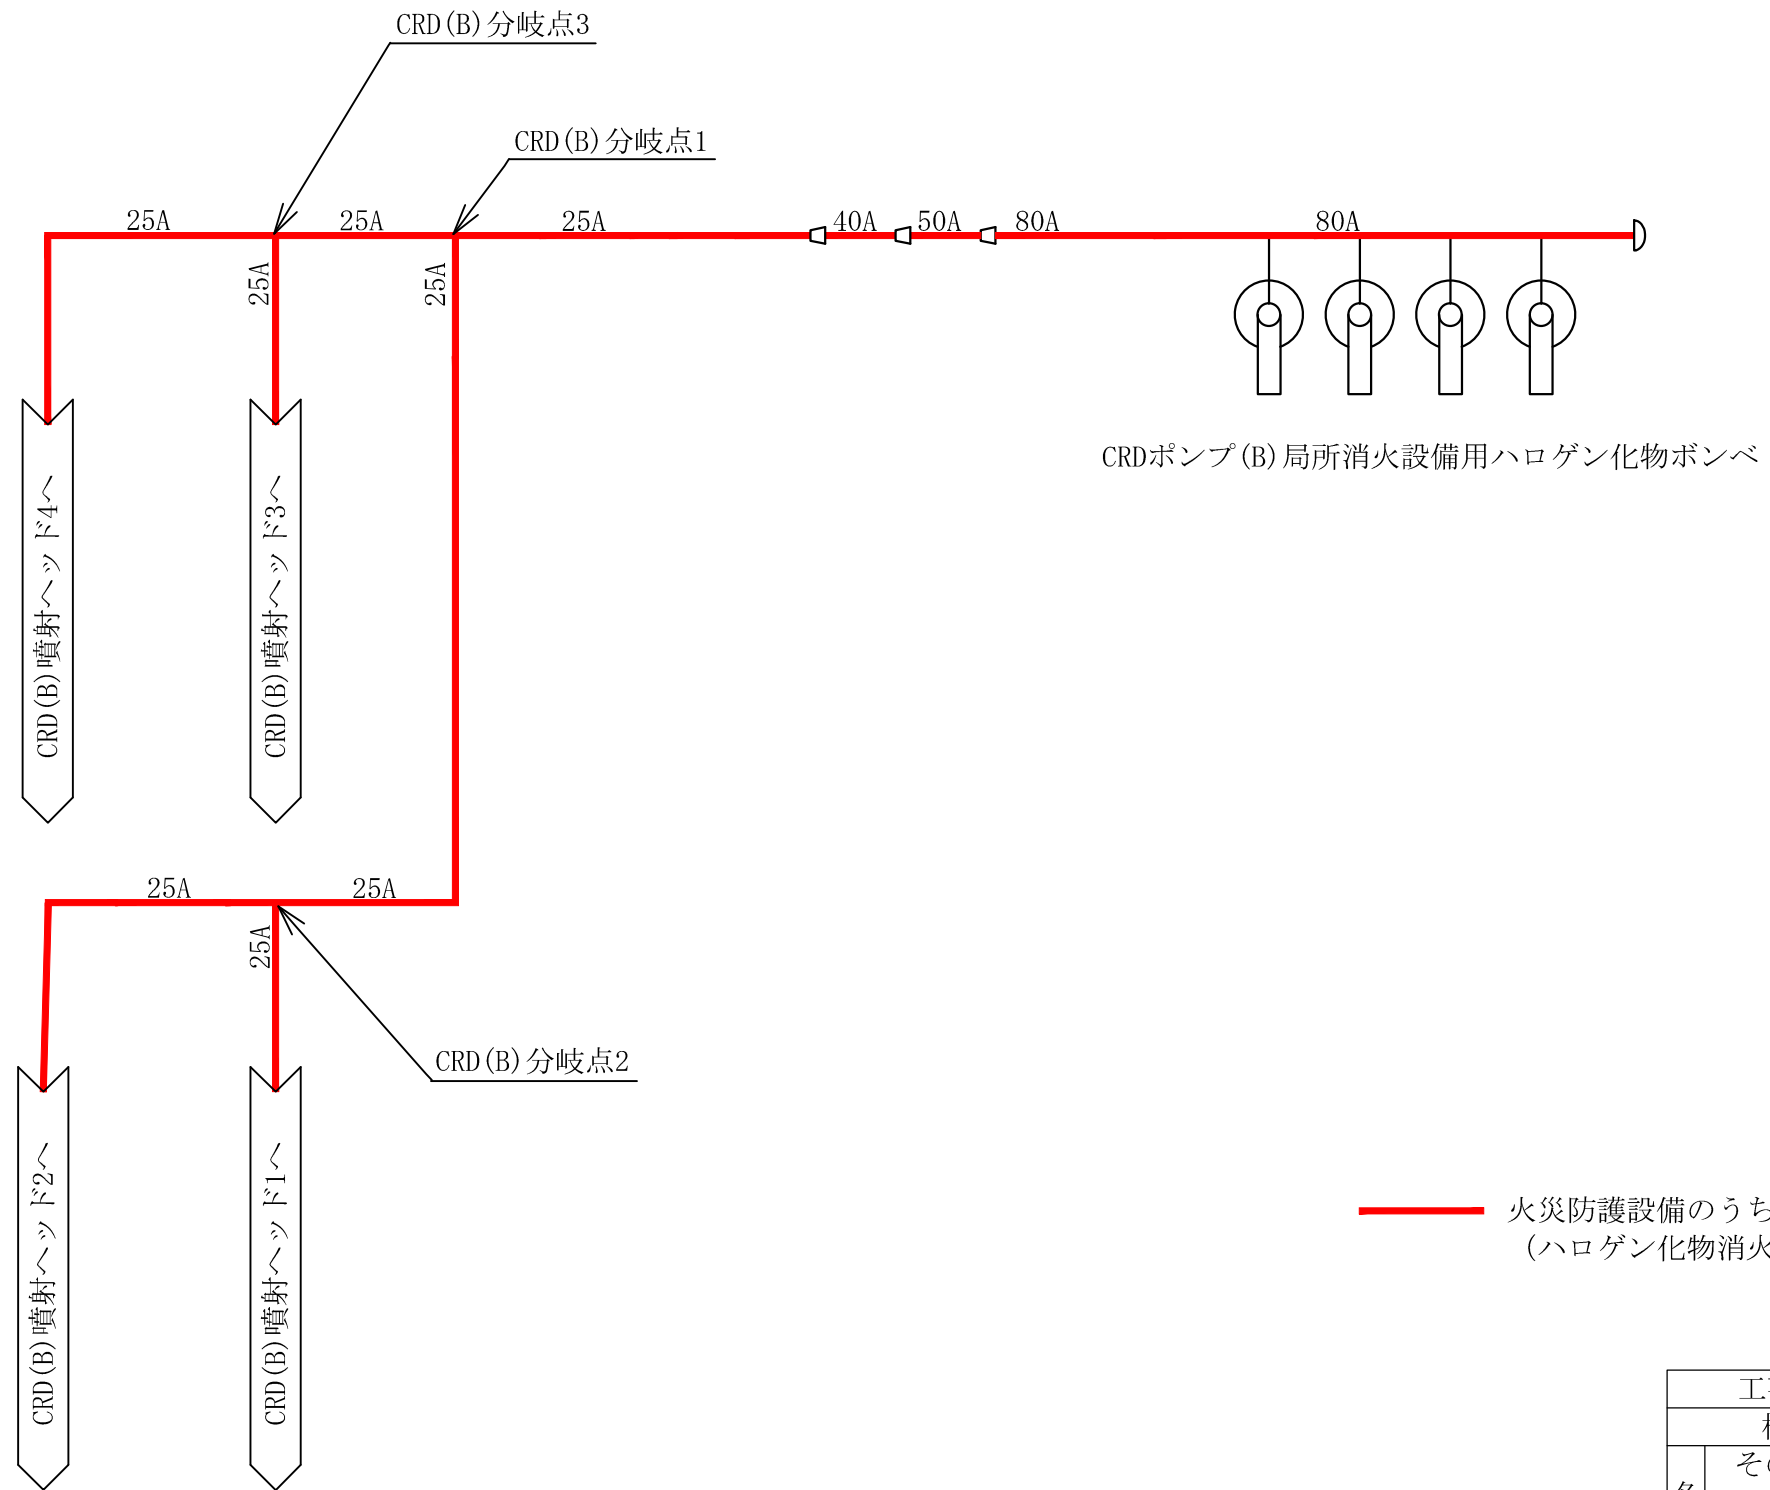 CRD(B)分岐点3
CRD(B)分岐点1
25A
25A
25A
40A
50A
80A
80A
25A
25A
CRDポンプ(B)局所消火設備用ハロゲン化物ボンベ
CRD(B)噴射ヘッド4へ
CRD(B)噴射ヘッド3へ
25A
25A
25A
CRD(B)分岐点2
CRD(B)噴射ヘッド2へ
CRD(B)噴射ヘッド1へ
火災防護設備のうち
(ハロゲン化物消火
工
その